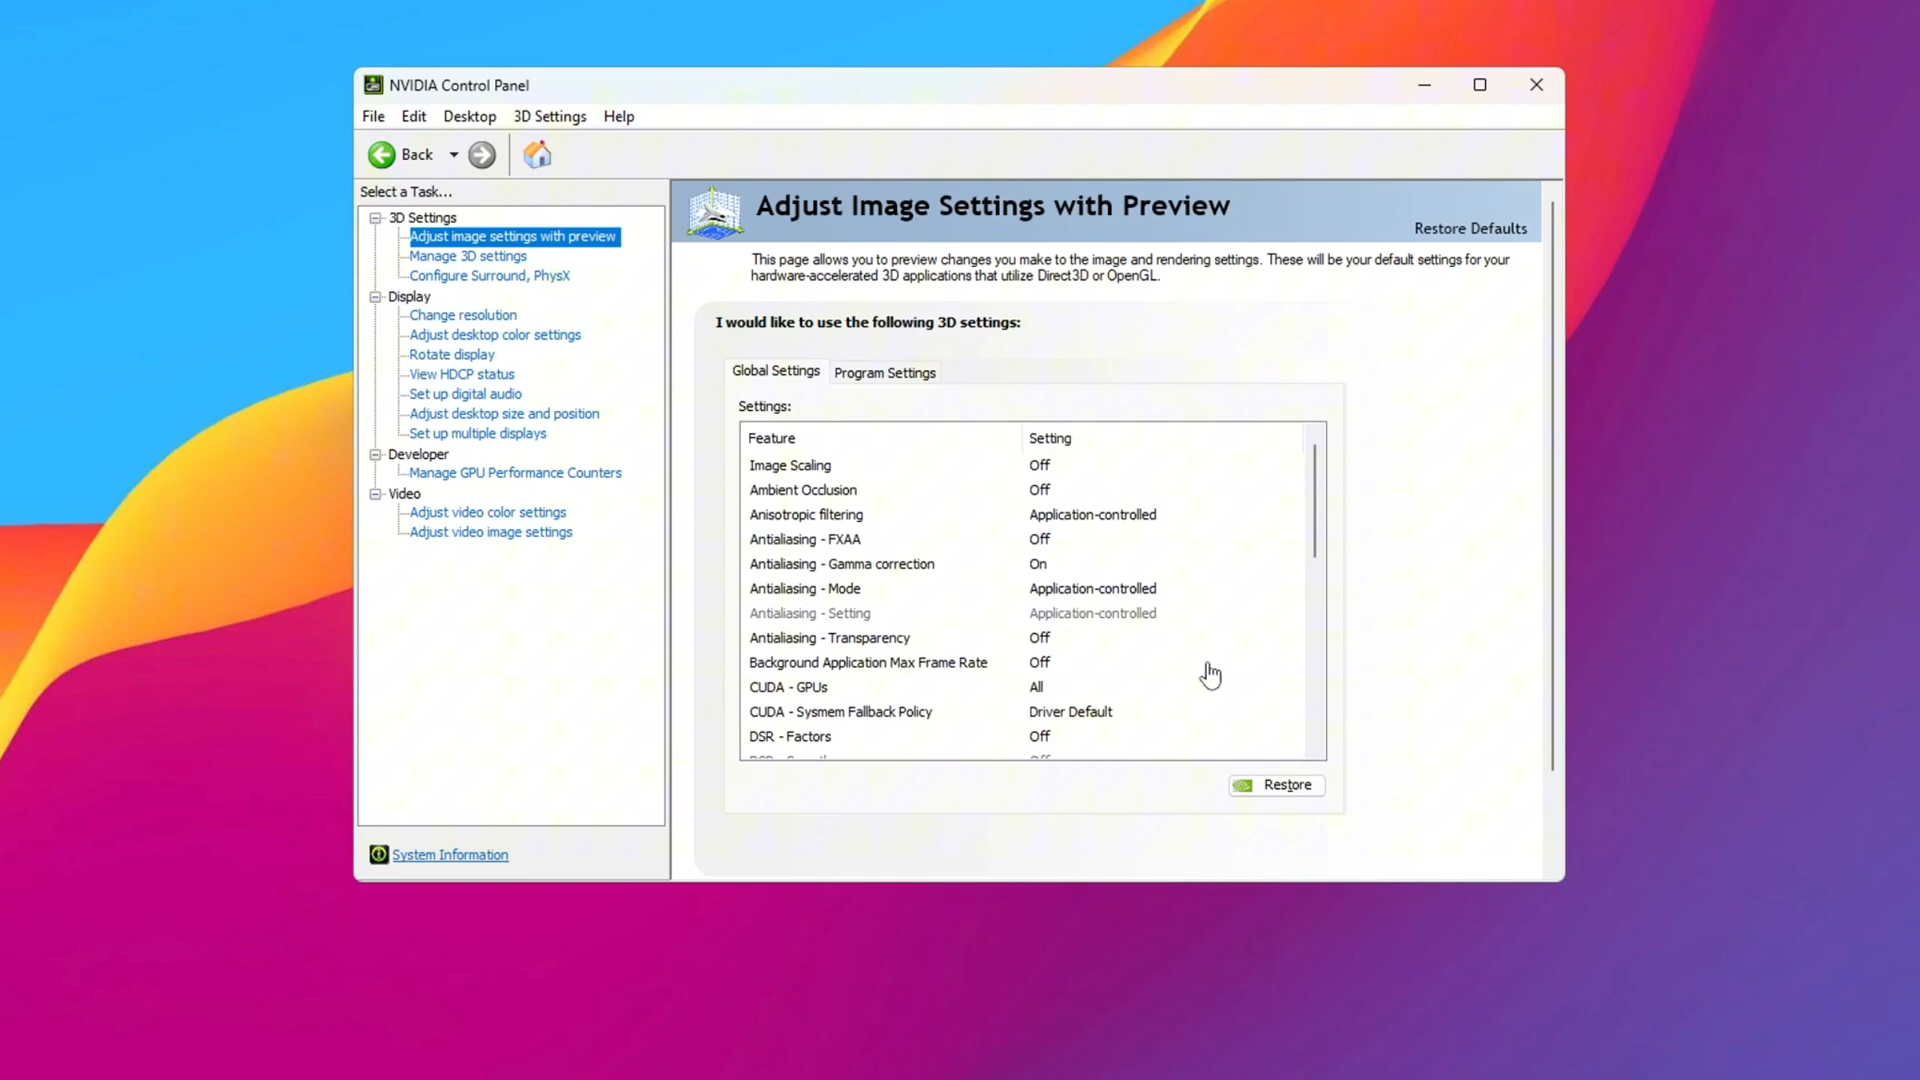 NVIDIA Control Panel
File Edit Desktop 3D Settings Help
Back
Select a Task...
3D Settings
Adjust image settings with preview
Manage 3D settings
Configure Surround, PhysX
Display
Change resolution
Adjust desktop color settings
Rotate display
View HDCP status
Set up digital audio
Adjust desktop size and position
Set up multiple displays
Developer
Manage GPU Performance Counters
Video
Adjust video color settings
Adjust video image settings
System Information
Adjust Image Settings with Preview
Restore Defaults
This page allows you to preview changes you make to the image and rendering settings. These will be your default settings for your
hardware-accelerated 3D applications that utilize Direct3D or OpenGL.
I would like to use the following 3D settings:
Global Settings Program Settings
Settings:
Feature Setting
Image Scaling Off
Ambient Occlusion Off
Anisotropic filtering Application-controlled
Antialiasing - FXAA Off
Antialiasing - Gamma correction On
Antialiasing - Mode Application-controlled
Antialiasing - Setting Application-controlled
Antialiasing - Transparency Off
Background Application Max Frame Rate Off
CUDA - GPUs All
CUDA - Sysmem Fallback Policy Driver Default
DSR - Factors Off
Restore